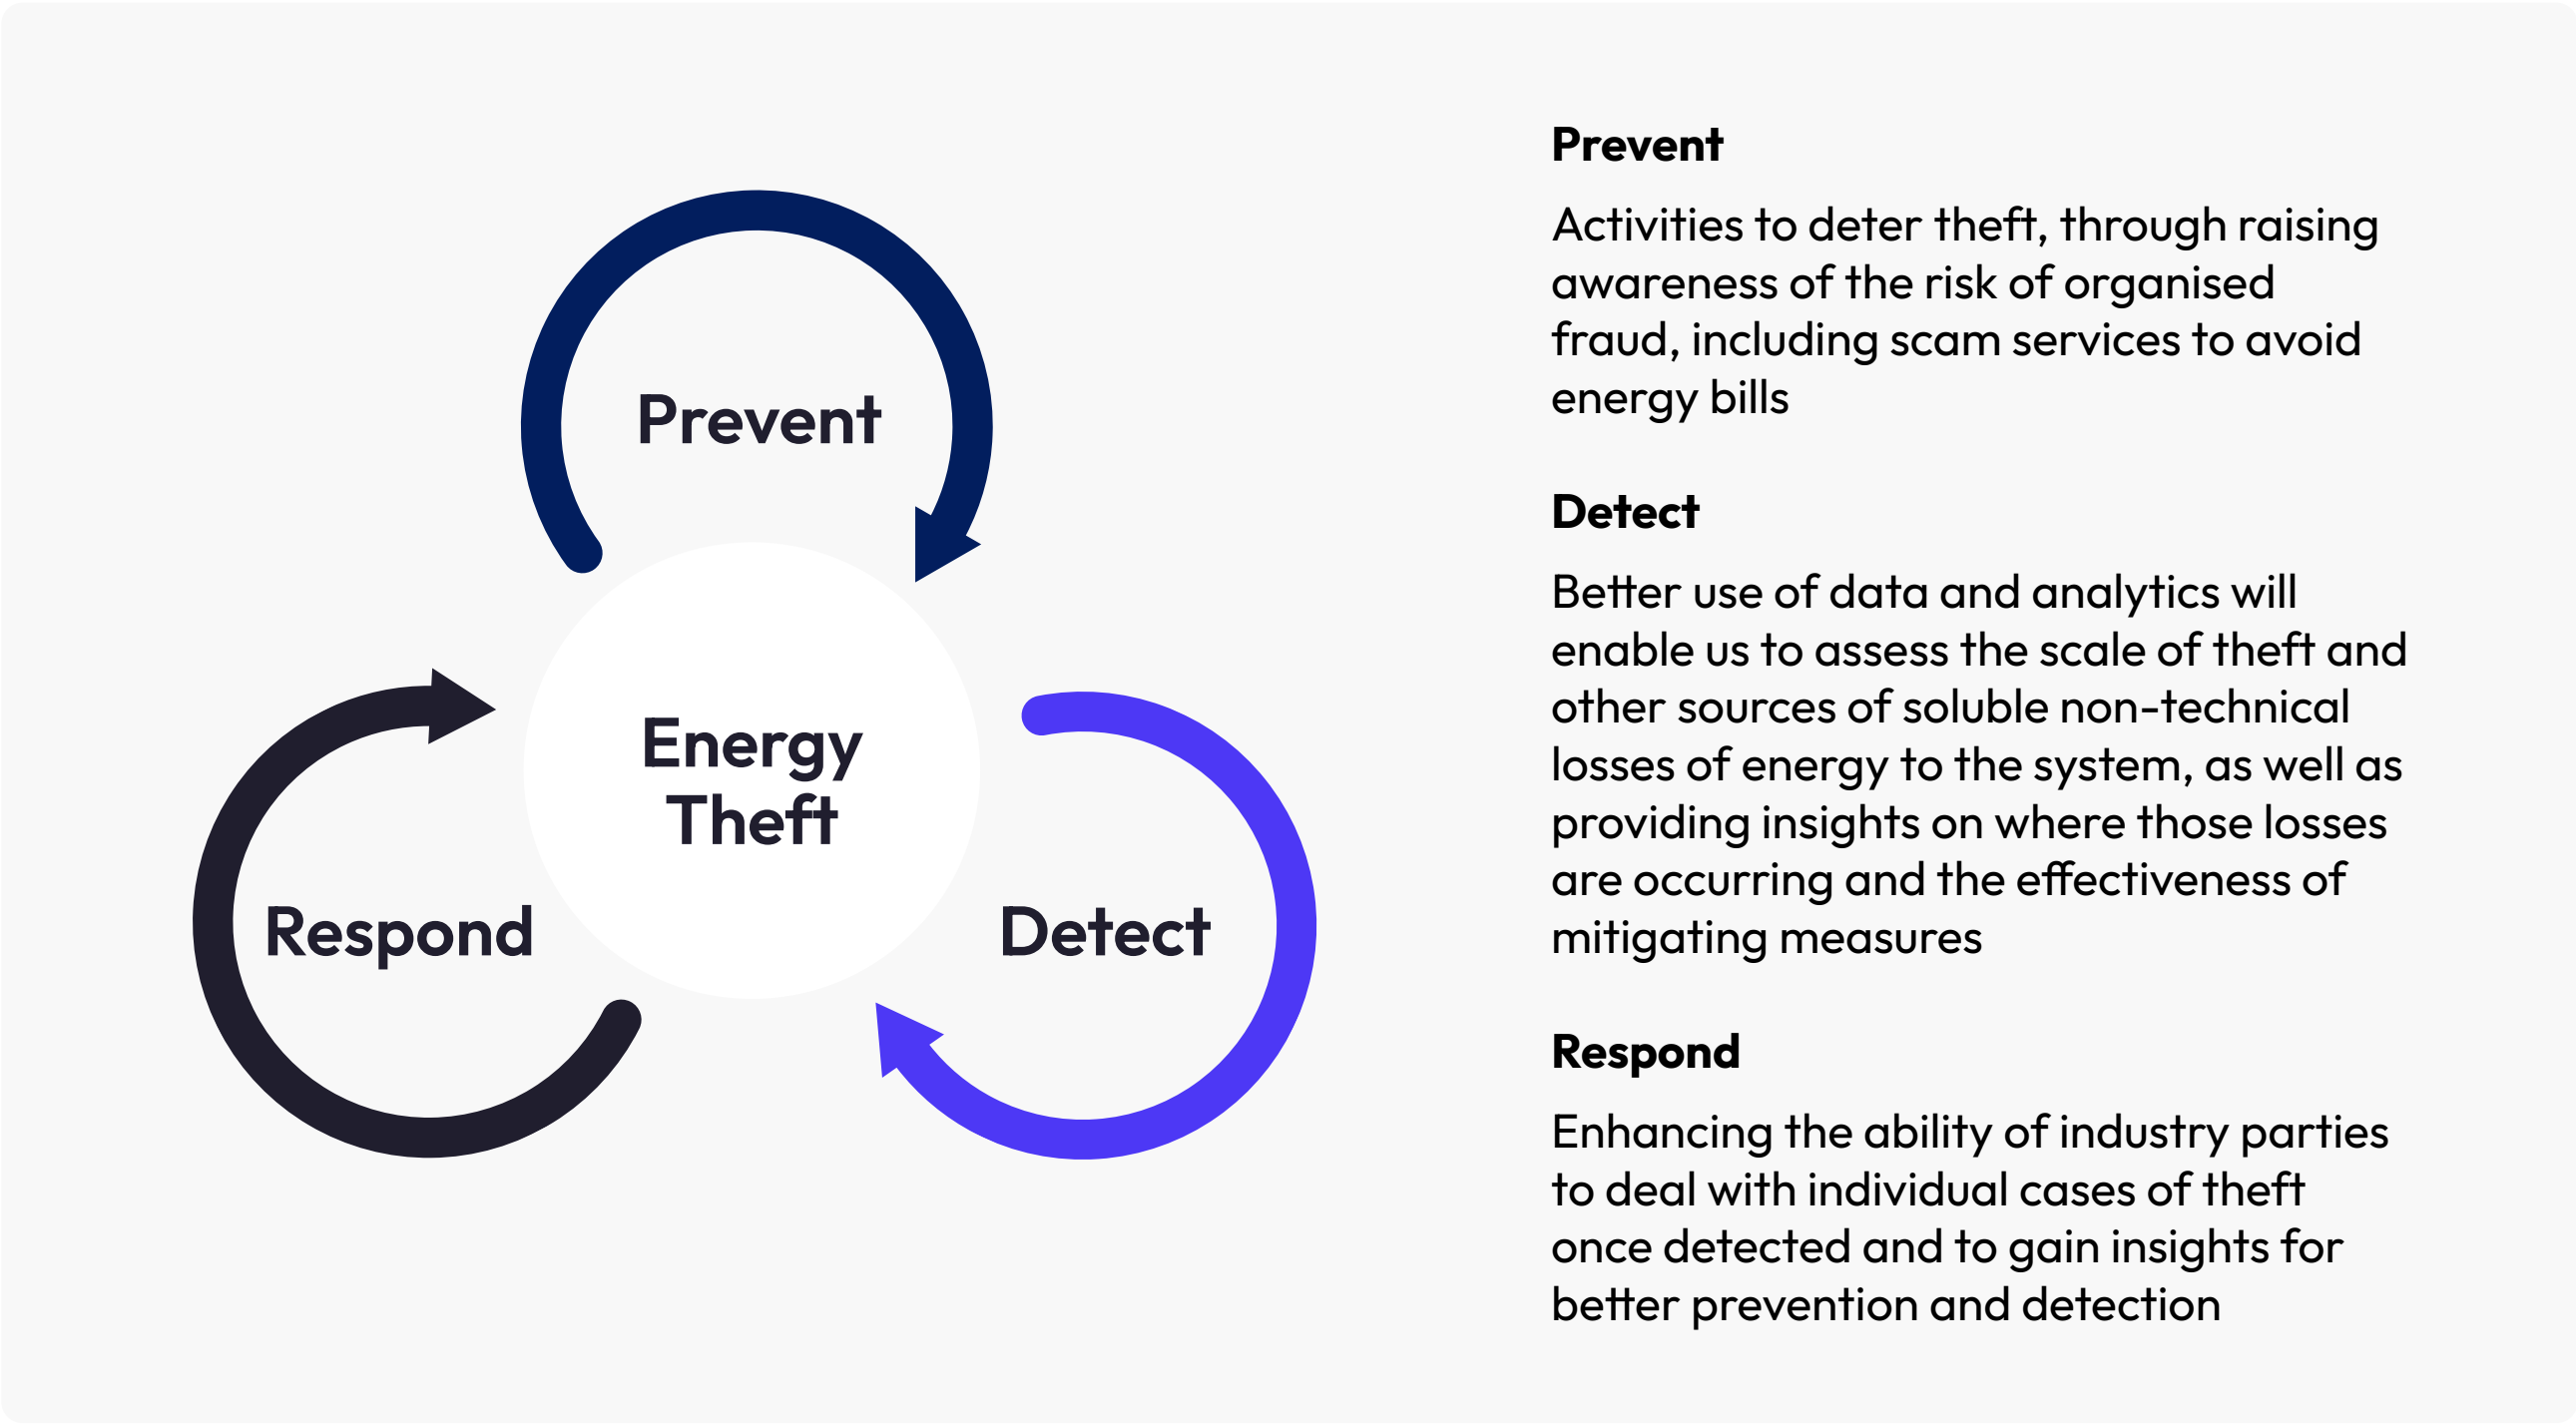 Prevent
Energy
Theft
Respond
Detect
Prevent
Activities to deter theft, through raising
awareness of the risk of organised
fraud, including scam services to avoid
energy bills
Detect
Better use of data and analytics will
enable us to assess the scale of theft and
other sources of soluble non-technical
losses of energy to the system, as well as
providing insights on where those losses
are occurring and the effectiveness of
mitigating measures
Respond
Enhancing the ability of industry parties
to deal with individual cases of theft
once detected and to gain insights for
better prevention and detection